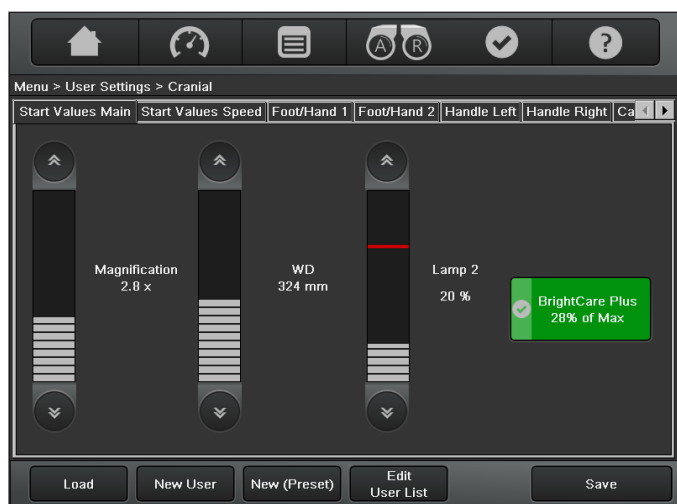 A R ?
Menu > User Settings > Cranial
Start Values Main Start Values Speed Foot/Hand 1 Foot/Hand 2 Handle Left Handle Right Ca
Magnification
2.8 x
WD
324 mm
Lamp 2
20 %
BrightCare Plus
28% of Max
Load
New User
New (Preset)
Edit
User List
Save